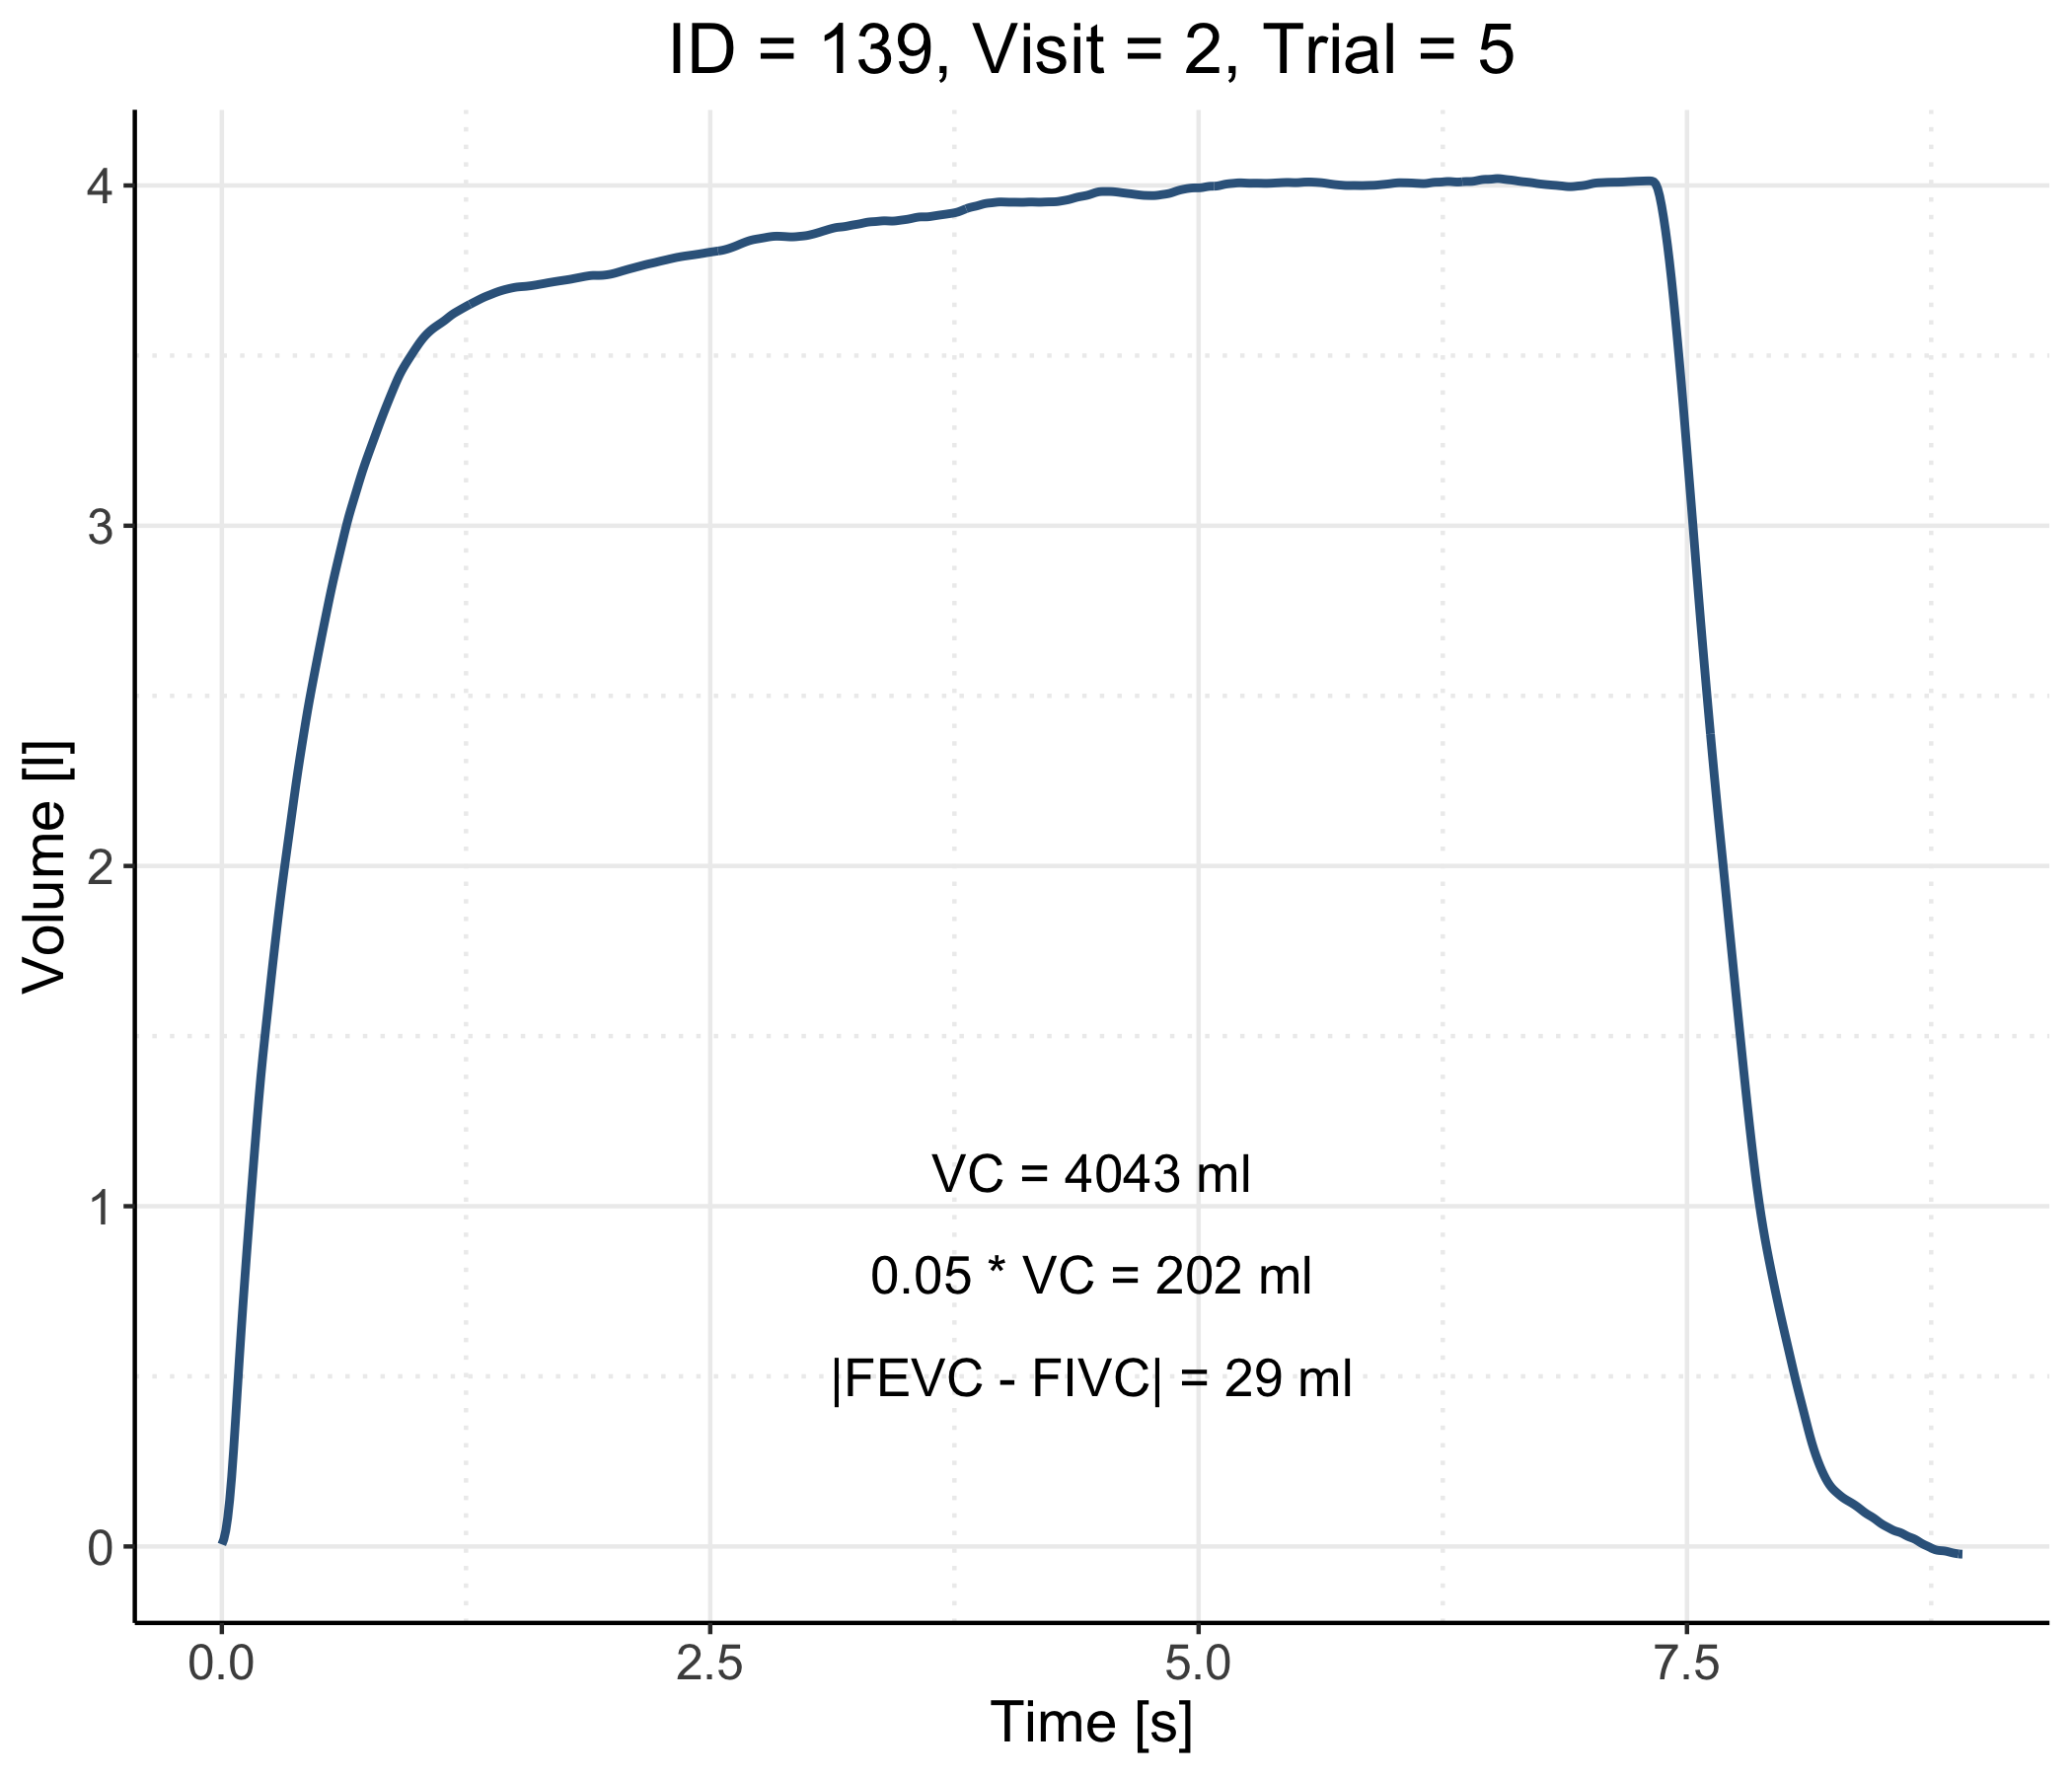 ID = 139, Visit = 2, Trial = 5
4
3
2
1
0
Volume [l]
VC = 4043 ml
0.05 * VC = 202 ml
|FEVC - FIVC| = 29 ml
0.0 2.5 5.0 7.5
Time [s]